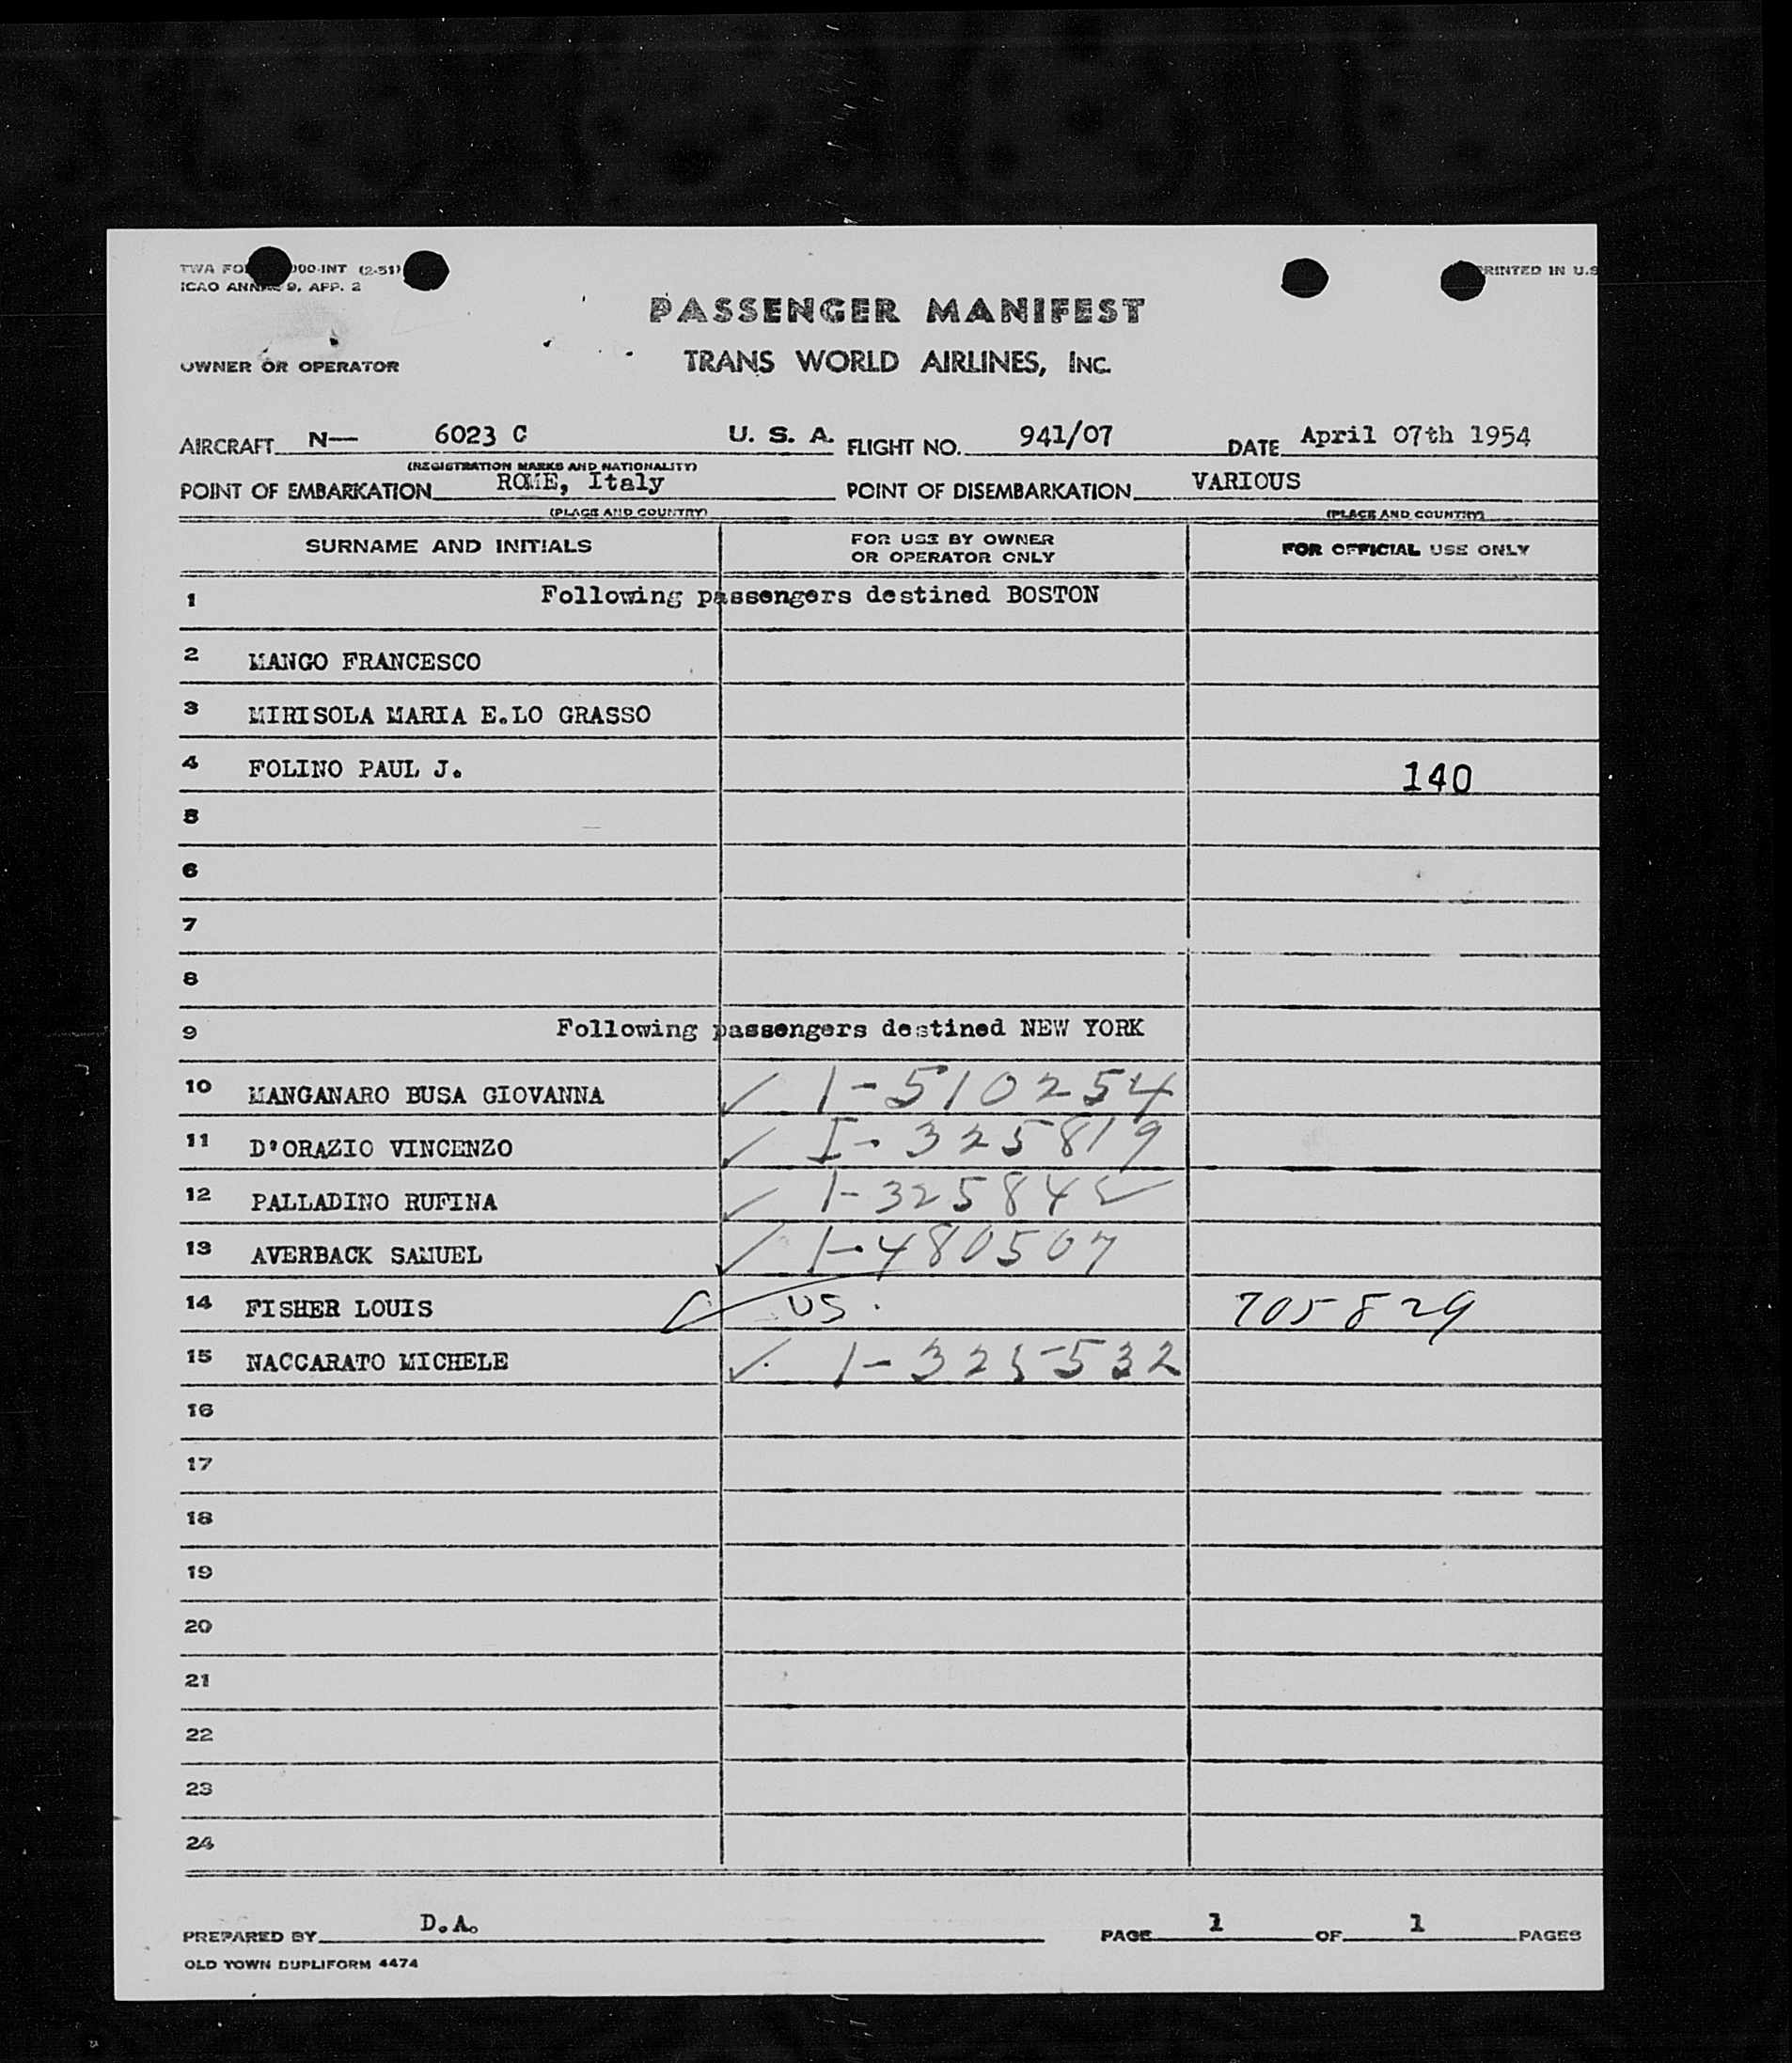 TWA FO 000-INT (2-51)
PRINTED IN U.S
ICAO ANNEX 9, APP. 2
PASSENGER MANIFEST
OWNER OR OPERATOR TRANS WORLD AIRLINES, INC.
AIRCRAFT N— 6023 C U. S. A. FLIGHT NO. 941/07 DATE April 07th 1954
(REGISTRATION MARKS AND NATIONALITY)
POINT OF EMBARKATION ROME, Italy POINT OF DISEMBARKATION VARIOUS
(PLACE AND COUNTRY) (PLACE AND COUNTRY)
SURNAME AND INITIALS FOR USE BY OWNER OR OPERATOR ONLY FOR OFFICIAL USE ONLY
1 Following passengers destined BOSTON
2 MANGO FRANCESCO
3 MIRISOLA MARIA E.LO GRASSO
4 FOLINO PAUL J. 140
5
6
7
8
9 Following passengers destined NEW YORK
10 MANGANARO BUSA GIOVANNA ✓ 1-510254
11 D'ORAZIO VINCENZO ✓ I-325819
12 PALLADINO RUFINA ✓ 1-32584
13 AVERBACK SAMUEL ✓ 1-480507
14 FISHER LOUIS US. 705829
15 NACCARATO MICHELE ✓ 1-325532
16
17
18
19
20
21
22
23
24
PREPARED BY D.A. PAGE 1 OF 1 PAGES
OLD TOWN DUPLIFORM 4474